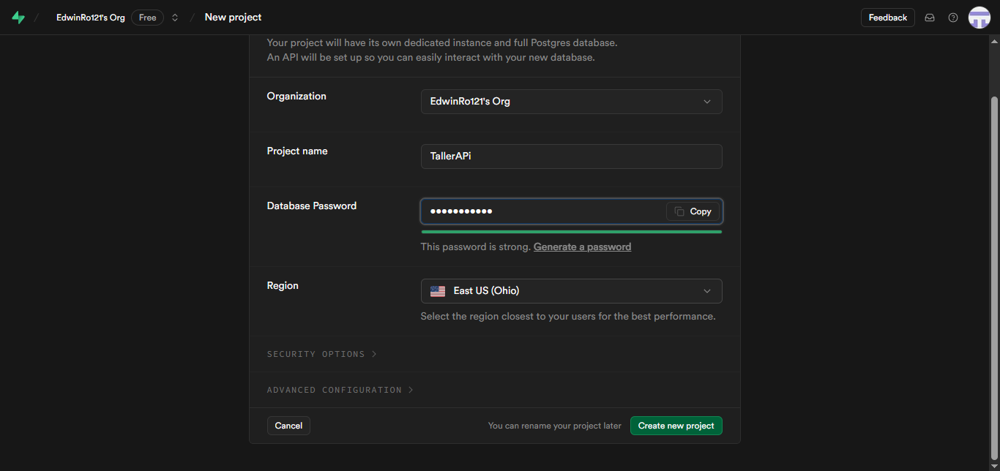 EdwinRo121's Org Free New project Feedback
Your project will have its own dedicated instance and full Postgres database.
An API will be set up so you can easily interact with your new database.
Organization
EdwinRo121's Org
Project name
TallerAPi
Database Password
••••••••••• Copy
This password is strong. Generate a password
Region
East US (Ohio)
Select the region closest to your users for the best performance.
SECURITY OPTIONS
ADVANCED CONFIGURATION
Cancel You can rename your project later Create new project